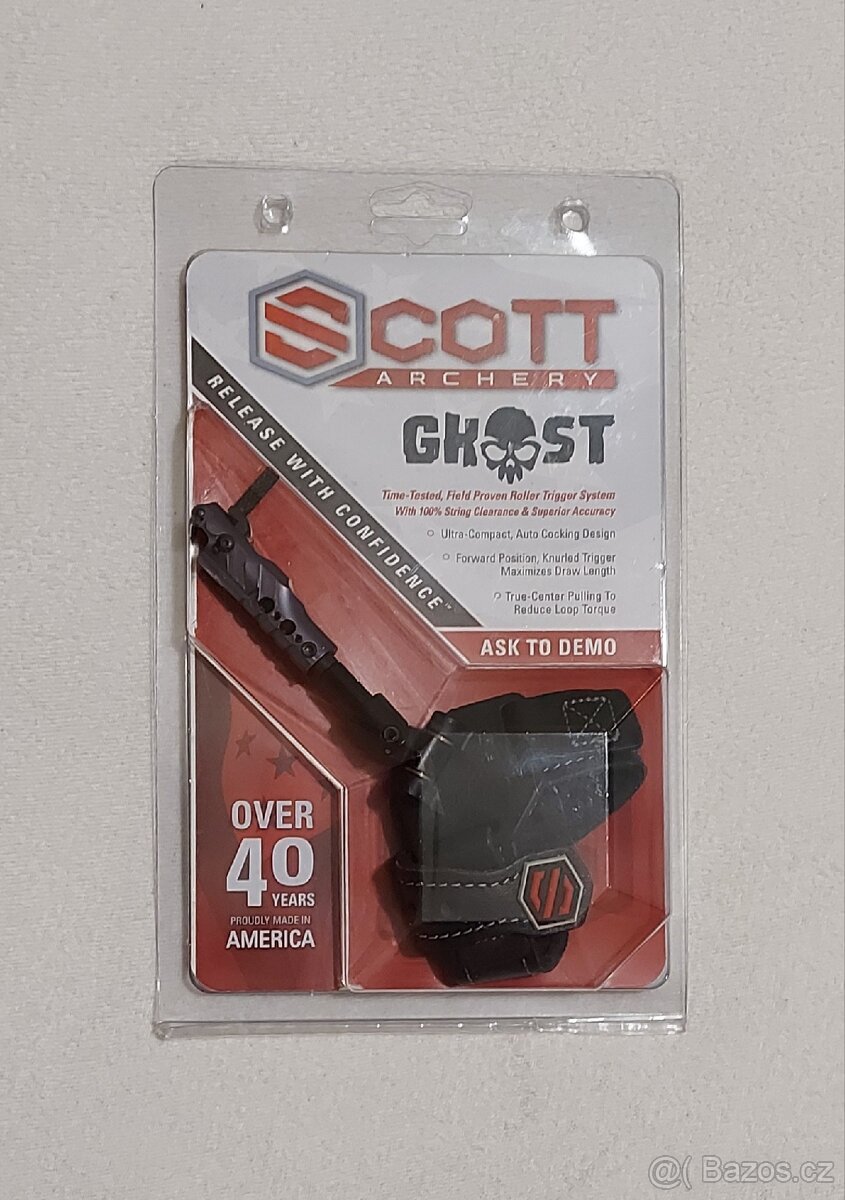 SCOTT
ARCHERY
RELEASE WITH CONFIDENCE™
GHOST
Time-Tested, Field Proven Roller Trigger System
With 100% String Clearance & Superior Accuracy
Ultra-Compact, Auto Cocking Design
Forward Position, Knurled Trigger
Maximizes Draw Length
True-Center Pulling To
Reduce Loop Torque
ASK TO DEMO
OVER
40
YEARS
PROUDLY MADE IN
AMERICA
@( Bazos.cz